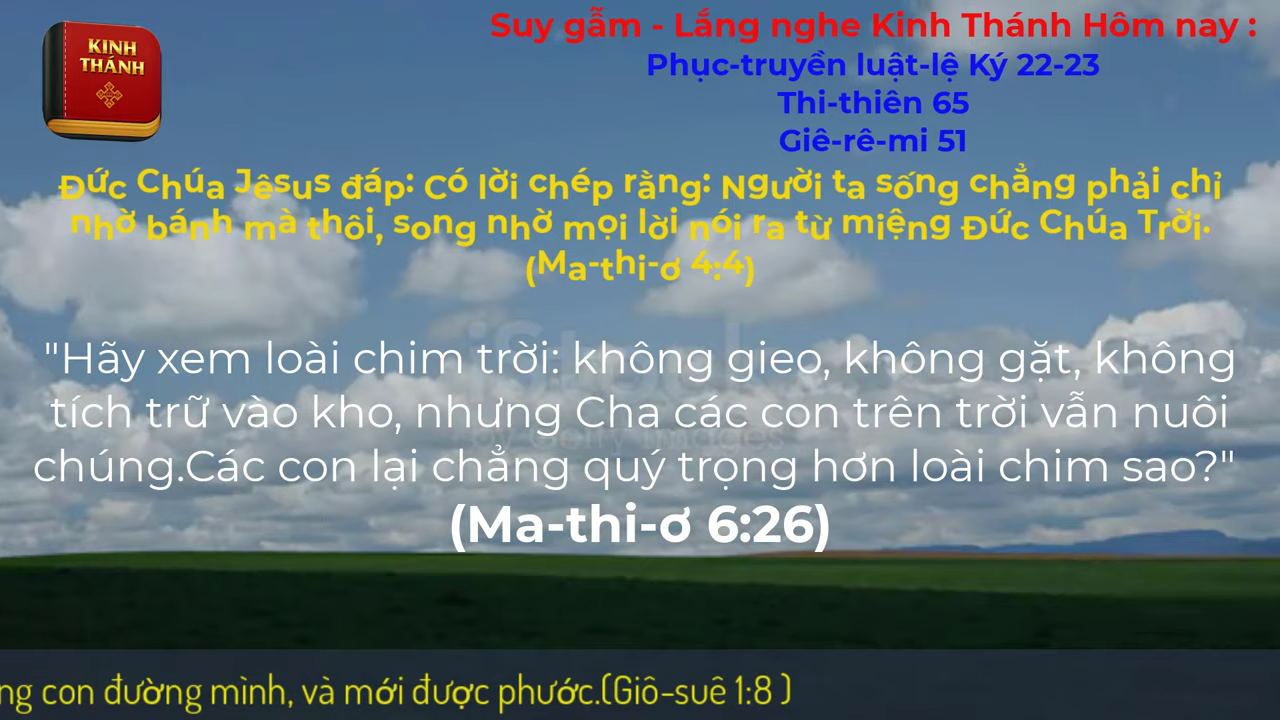 KINH
THÁNH
Suy gẫm - Lắng nghe Kinh Thánh Hôm nay :
Phục-truyền luật-lệ Ký 22-23
Thi-thiên 65
Giê-rê-mi 51
Đức Chúa Jêsus đáp: Có lời chép rằng: Người ta sống chẳng phải chỉ
nhờ bánh mà thôi, song nhờ mọi lời nói ra từ miệng Đức Chúa Trời.
(Ma-thi-ơ 4:4)
"Hãy xem loài chim trời: không gieo, không gặt, không
tích trữ vào kho, nhưng Cha các con trên trời vẫn nuôi
chúng.Các con lại chẳng quý trọng hơn loài chim sao?"
(Ma-thi-ơ 6:26)
ng con đường mình, và mới được phước.(Giô-suê 1:8 )